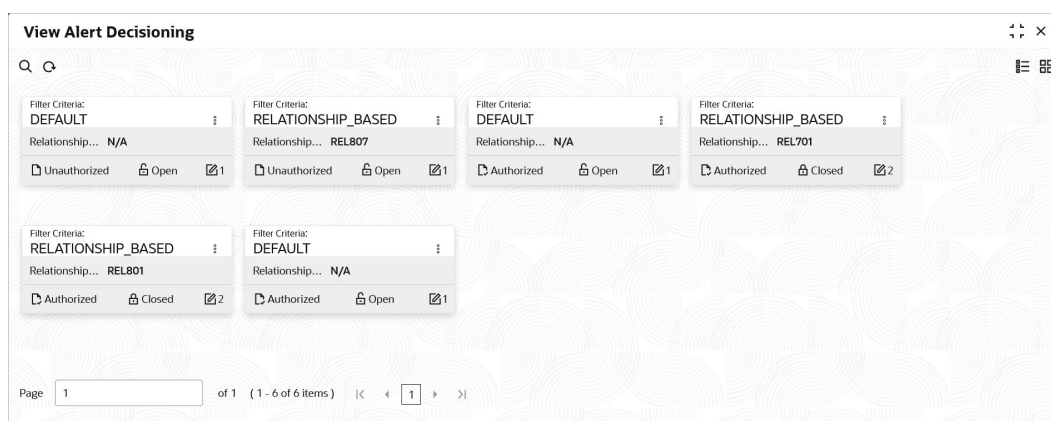 View Alert Decisioning
Filter Criteria: Filter Criteria: Filter Criteria: Filter Criteria:
DEFAULT RELATIONSHIP_BASED DEFAULT RELATIONSHIP_BASED
Relationship... N/A Relationship... REL807 Relationship... N/A Relationship... REL701
Unauthorized Open 1 Unauthorized Open 1 Authorized Open 1 Authorized Closed 2
Filter Criteria: Filter Criteria:
RELATIONSHIP_BASED DEFAULT
Relationship... REL801 Relationship... N/A
Authorized Closed 2 Authorized Open 1
Page 1 of 1 ( 1 - 6 of 6 items ) 1